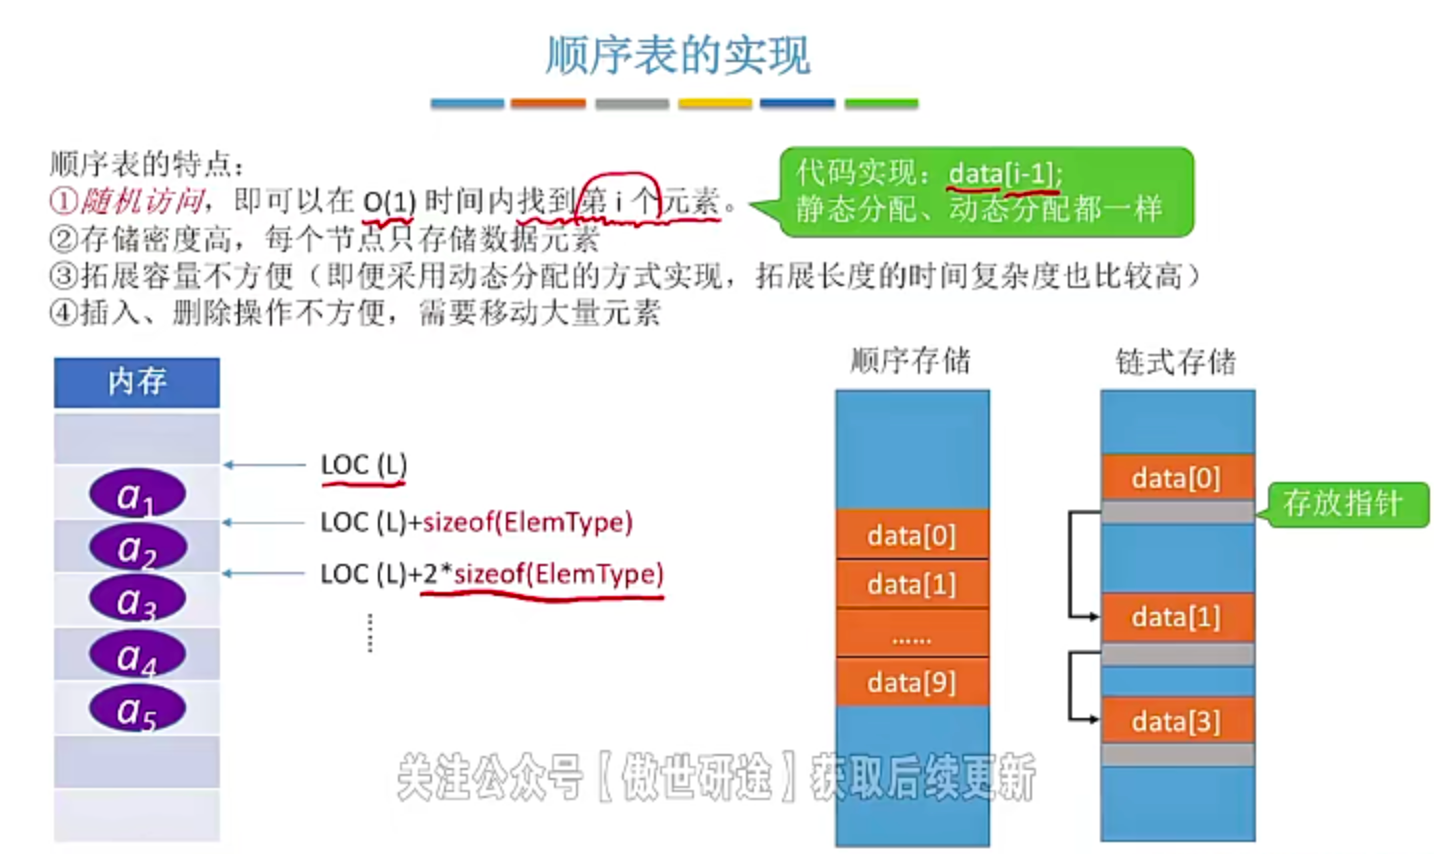 顺序表的实现
顺序表的特点：
①随机访问，即可以在 O(1) 时间内找到第 i 个元素。
代码实现：data[i-1];
静态分配、动态分配都一样
②存储密度高，每个节点只存储数据元素
③拓展容量不方便（即便采用动态分配的方式实现，拓展长度的时间复杂度也比较高）
④插入、删除操作不方便，需要移动大量元素
内存
a1
a2
a3
a4
a5
LOC (L)
LOC (L)+sizeof(ElemType)
LOC (L)+2*sizeof(ElemType)
顺序存储
data[0]
data[1]
......
data[9]
链式存储
data[0]
存放指针
data[1]
data[3]
关注公众号【傲世研途】获取后续更新